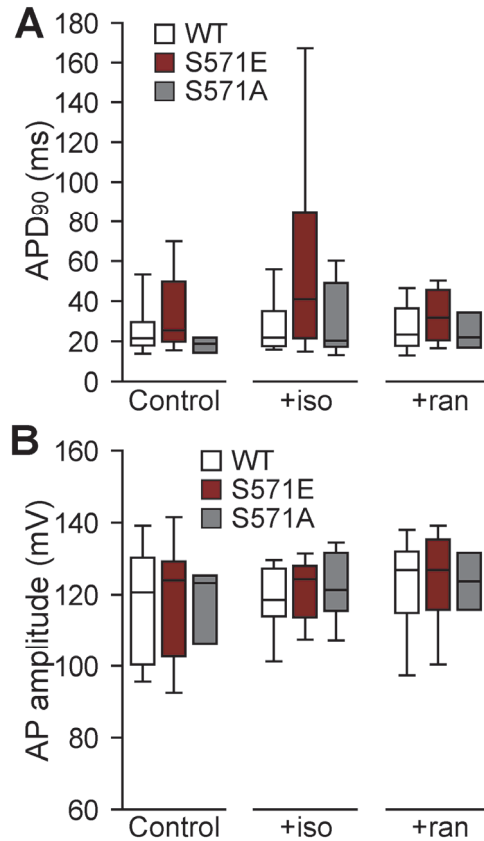 A
180
160
140
120
100
80
60
40
20
0
APD90 (ms)
WT
S571E
S571A
Control
+iso
+ran
B
160
140
120
100
80
60
AP amplitude (mV)
WT
S571E
S571A
Control
+iso
+ran